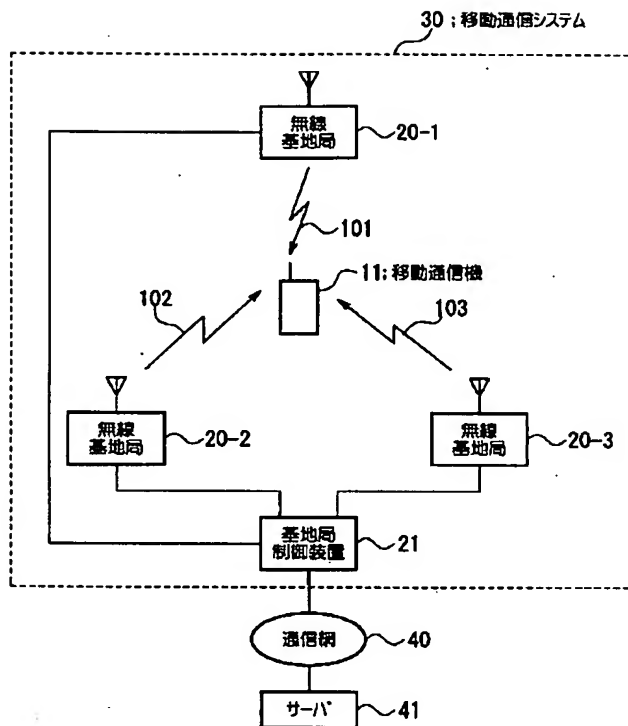 30;移動通信システム
無線
基地局
20-1
101
11;移動通信機
102
103
無線
基地局
20-2
無線
基地局
20-3
基地局
制御装置
21
通信網
40
サーバ
41